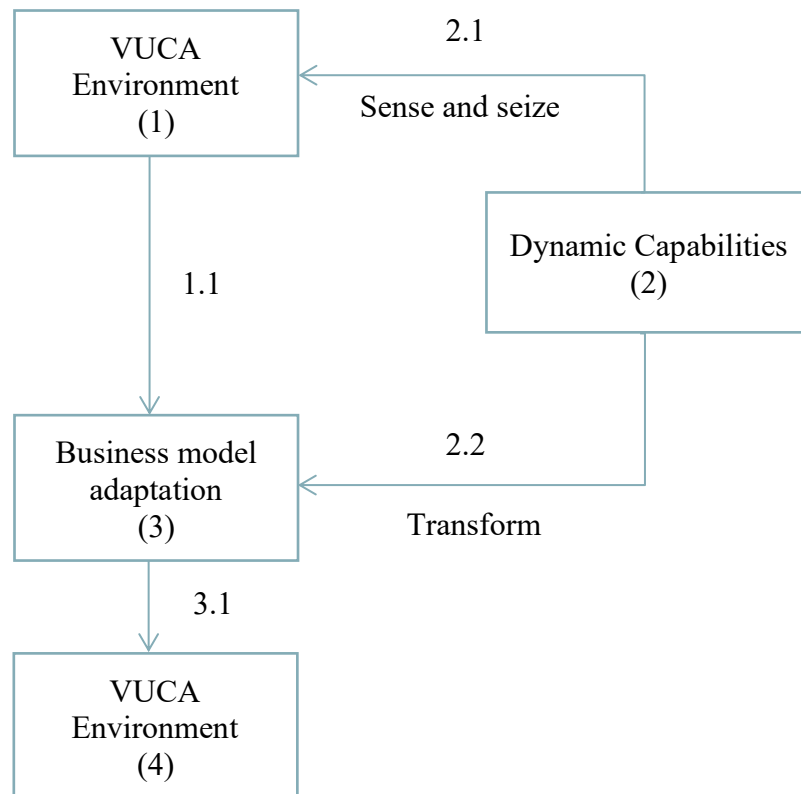 VUCA
Environment
(1)
2.1
Sense and seize
Dynamic Capabilities
(2)
1.1
Business model
adaptation
(3)
2.2
Transform
3.1
VUCA
Environment
(4)